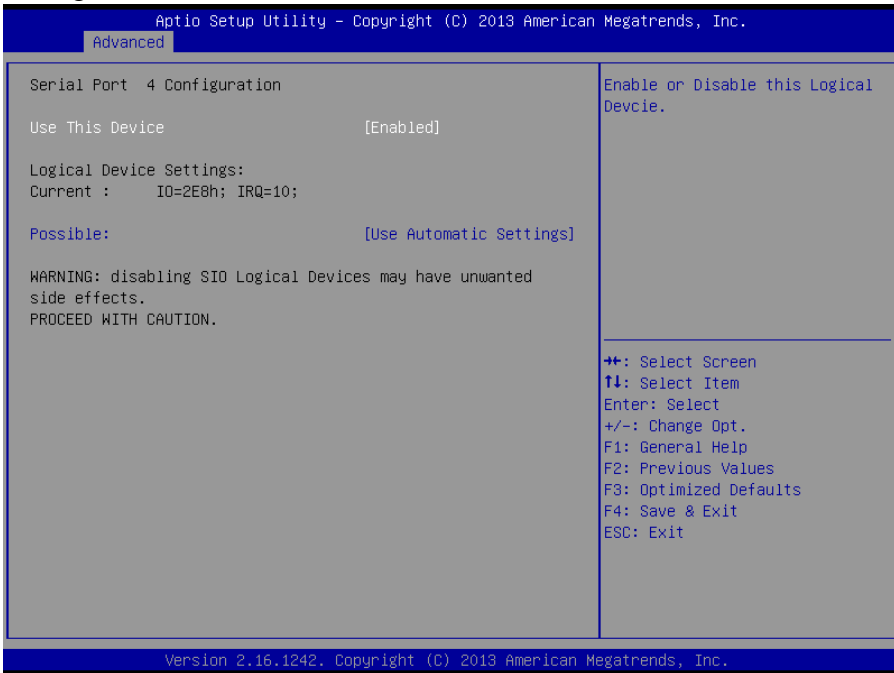 Aptio Setup Utility – Copyright (C) 2013 American Megatrends, Inc.
Advanced
Serial Port 4 Configuration
Use This Device [Enabled]
Logical Device Settings:
Current : IO=2E8h; IRQ=10;
Possible: [Use Automatic Settings]
WARNING: disabling SIO Logical Devices may have unwanted
side effects.
PROCEED WITH CAUTION.
Enable or Disable this Logical
Devcie.
→←: Select Screen
↑↓: Select Item
Enter: Select
+/-: Change Opt.
F1: General Help
F2: Previous Values
F3: Optimized Defaults
F4: Save & Exit
ESC: Exit
Version 2.16.1242. Copyright (C) 2013 American Megatrends, Inc.